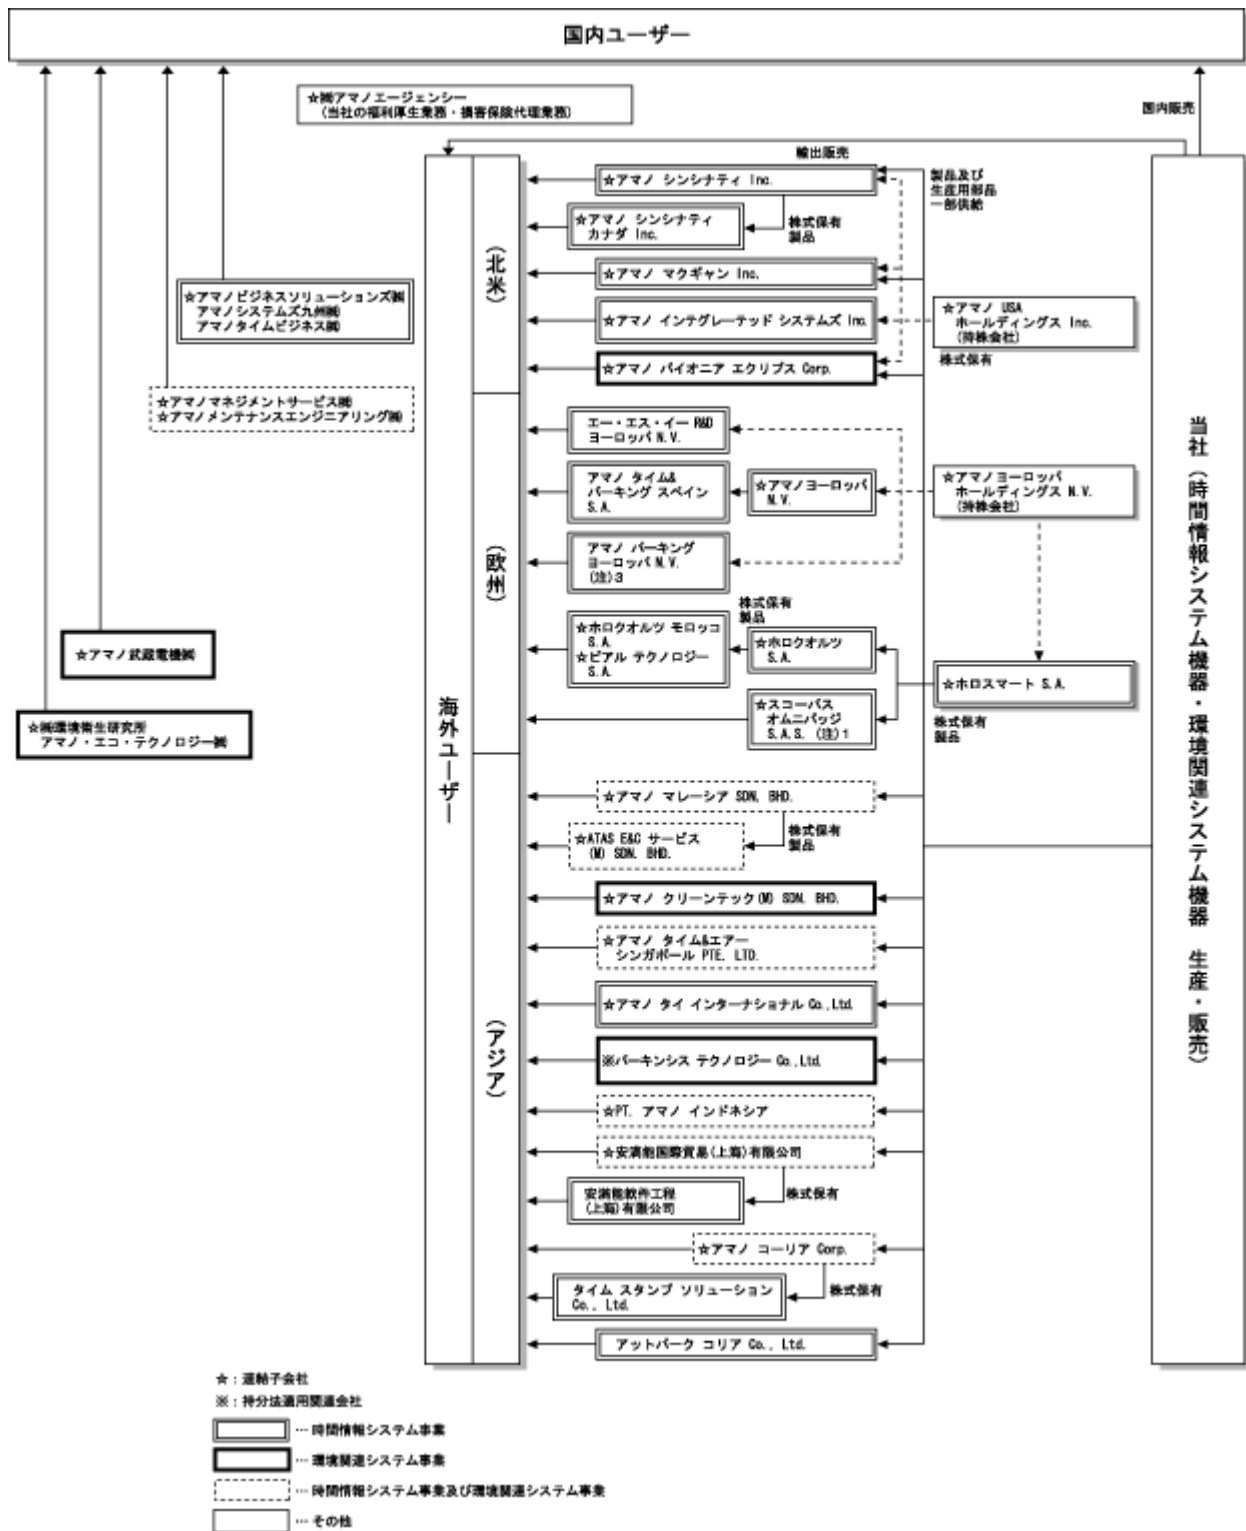 国内ユーザー
☆㈱アマノエージェンシー
(当社の福利厚生業務・損害保険代理業務)
国内販売
輸出販売
製品及び
生産用部品
一部供給
☆アマノ シンシナティ Inc.
☆アマノ シンシナティ
カナダ Inc.
株式保有
製品
(北米)
☆アマノ マクギャン Inc.
☆アマノビジネスソリューションズ㈱
アマノシステムズ九州㈱
アマノタイムビジネス㈱
☆アマノ インテグレーテッド システムズ Inc.
☆アマノ USA
ホールディングス Inc.
(持株会社)
株式保有
☆アマノ パイオニア エクリプス Corp.
☆アマノマネジメントサービス㈱
☆アマノメンテナンスエンジニアリング㈱
エー・エス・イー R&D
ヨーロッパ N.V.
アマノ タイム&
パーキング スペイン
S.A.
☆アマノヨーロッパ
N.V.
☆アマノヨーロッパ
ホールディングス N.V.
(持株会社)
(欧州)
アマノ パーキング
ヨーロッパ N.V.
(注)3
株式保有
製品
☆ホロクオルツ モロッコ
S.A.
☆ビアル テクノロジー
S.A.
☆ホロクオルツ
S.A.
☆アマノ武蔵電機㈱
☆ホロスマート S.A.
株式保有
製品
☆スコーパス
オムニバッジ
S.A.S. (注)1
☆㈱環境衛生研究所
アマノ・エコ・テクノロジー㈱
海外ユーザー
当社(時間情報システム機器・環境関連システム機器 生産・販売)
☆アマノ マレーシア SDN. BHD.
株式保有
製品
☆ATAS E&C サービス
(M) SDN. BHD.
☆アマノ クリーンテック(M) SDN. BHD.
☆アマノ タイム&エアー
シンガポール PTE. LTD.
☆アマノ タイ インターナショナル Co.,Ltd.
(アジア)
※パーキンシス テクノロジー Co.,Ltd.
☆PT. アマノ インドネシア
☆安満能国際貿易(上海)有限公司
安満能軟件工程
(上海)有限公司
株式保有
☆アマノ コーリア Corp.
タイム スタンプ ソリューション
Co., Ltd.
株式保有
アットパーク コリア Co., Ltd.
☆:連結子会社
※:持分法適用関連会社
… 時間情報システム事業
… 環境関連システム事業
… 時間情報システム事業及び環境関連システム事業
… その他